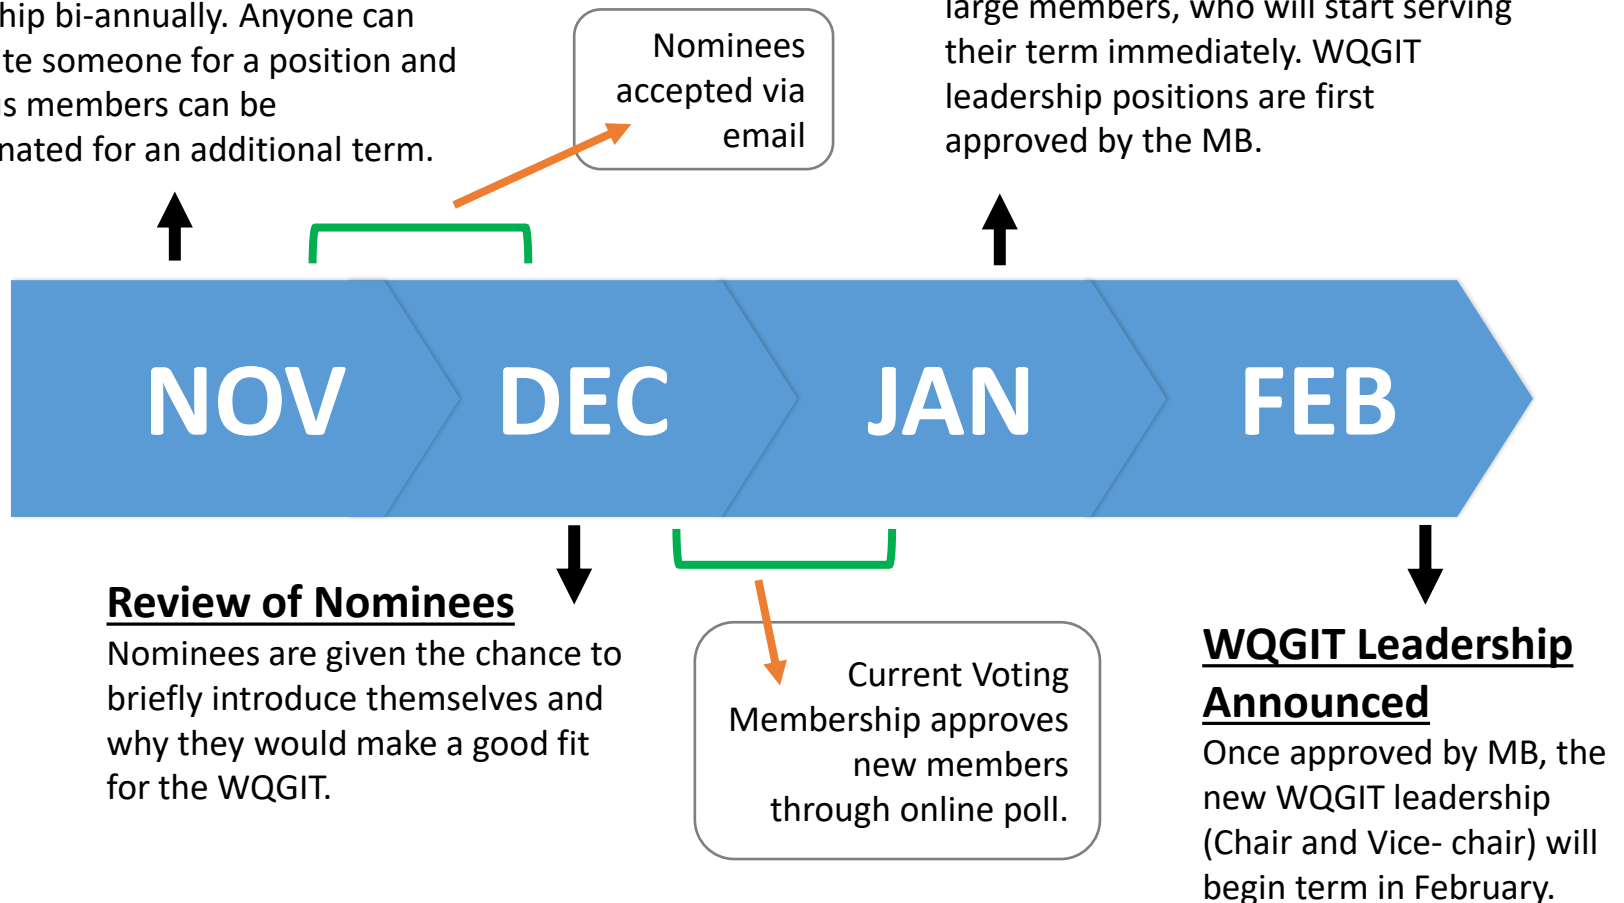 ship bi-annually. Anyone can
te someone for a position and
us members can be
nated for an additional term.
Nominees
accepted via
email
large members, who will start serving
their term immediately. WQGIT
leadership positions are first
approved by the MB.
NOV
DEC
JAN
FEB
Review of Nominees
Nominees are given the chance to
briefly introduce themselves and
why they would make a good fit
for the WQGIT.
Current Voting
Membership approves
new members
through online poll.
WQGIT Leadership
Announced
Once approved by MB, the
new WQGIT leadership
(Chair and Vice- chair) will
begin term in February.